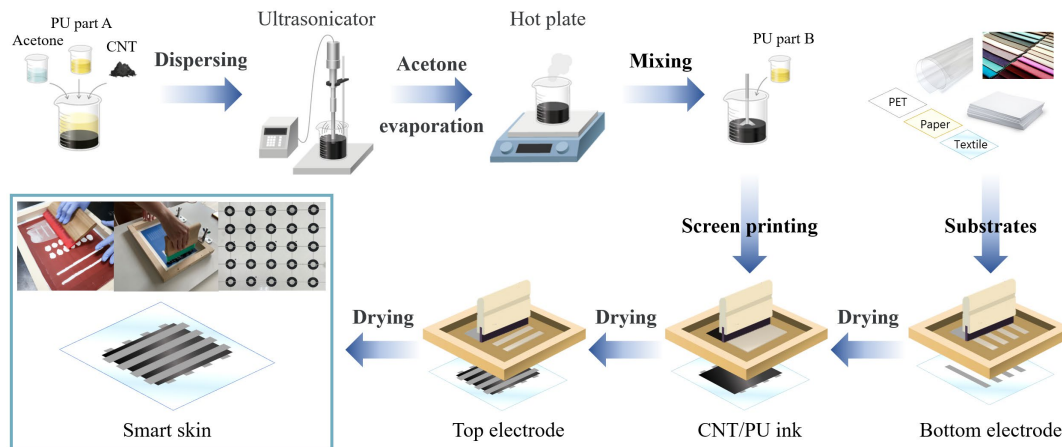 PU part A
Acetone
CNT
Dispersing
Ultrasonicator
Acetone
evaporation
Hot plate
Mixing
PU part B
PET
Paper
Textile
Screen printing
Substrates
Drying
Drying
Drying
Smart skin
Top electrode
CNT/PU ink
Bottom electrode